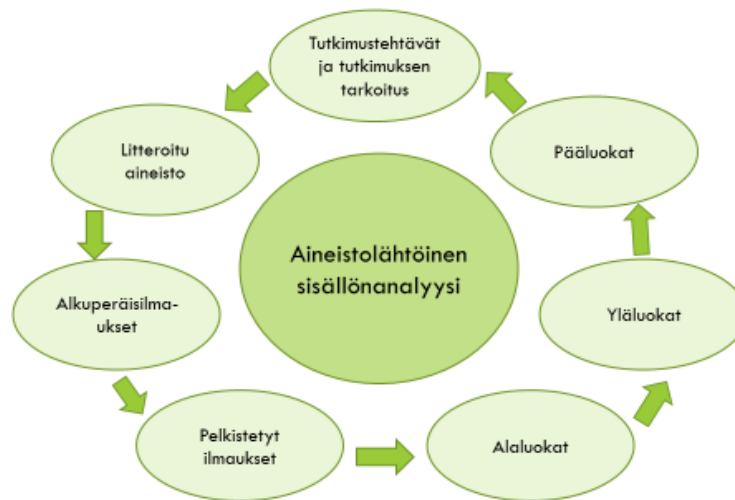 Tutkimustehtävät
ja tutkimuksen
tarkoitus
Litteroitu
aineisto
Pääluokat
Aineistolähtöinen
sisällönanalyysi
Alkuperäisilma-
ukset
Yläluokat
Pelkistetyt
ilmaukset
Alaluokat